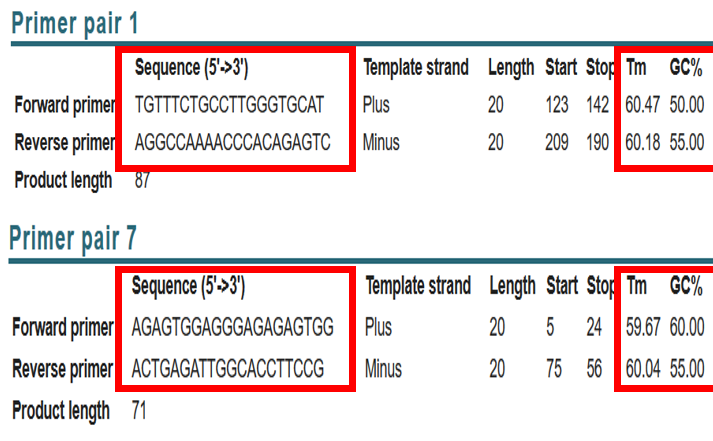 Primer pair 1
Sequence (5'->3') Template strand Length Start Stop Tm GC%
Forward primer TGTTTCTGCCTTGGGTGCAT Plus 20 123 142 60.47 50.00
Reverse primer AGGCCAAAACCCACAGAGTC Minus 20 209 190 60.18 55.00
Product length 87
Primer pair 7
Sequence (5'->3') Template strand Length Start Stop Tm GC%
Forward primer AGAGTGGAGGGAGAGAGTGG Plus 20 5 24 59.67 60.00
Reverse primer ACTGAGATTGGCACCTTCCG Minus 20 75 56 60.04 55.00
Product length 71